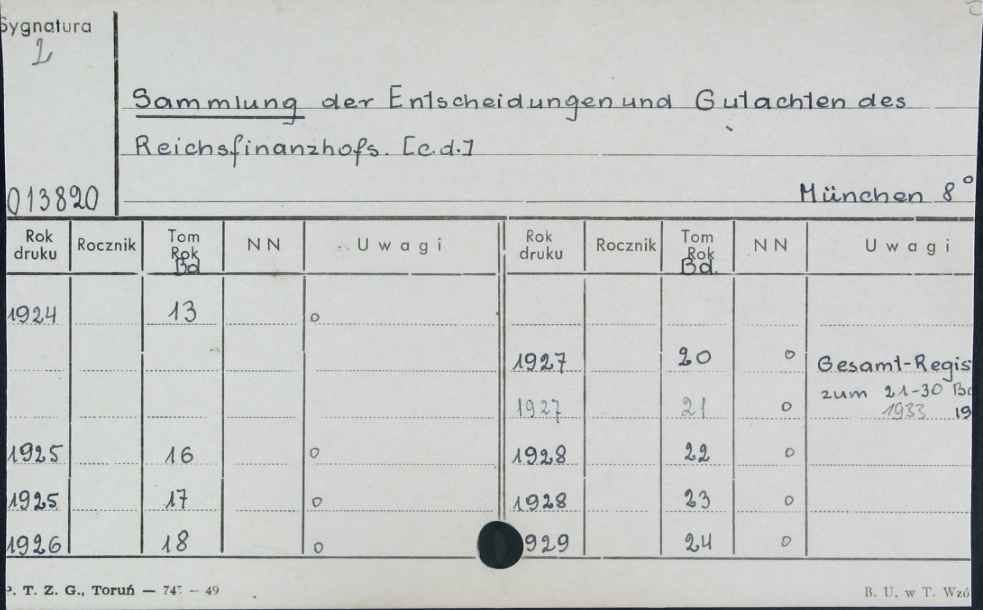 Sygnatura
2
Sammlung der Entscheidungen und Gutachten des
Reichsfinanzhofs. [c.d.]
013820
München 8°
Rok druku Rocznik Tom Rok Bd NN Uwagi Rok druku Rocznik Tom Rok Bd. NN Uwagi
1924 13 o
1927 20 o Gesamt-Regis
1927 21 o zum 21-30 Bd
1933 19
1925 16 o 1928 22 o
1925 17 o 1928 23 o
1926 18 o 929 24 o
P. T. Z. G., Toruń — 49
B. U. w T. Wzó